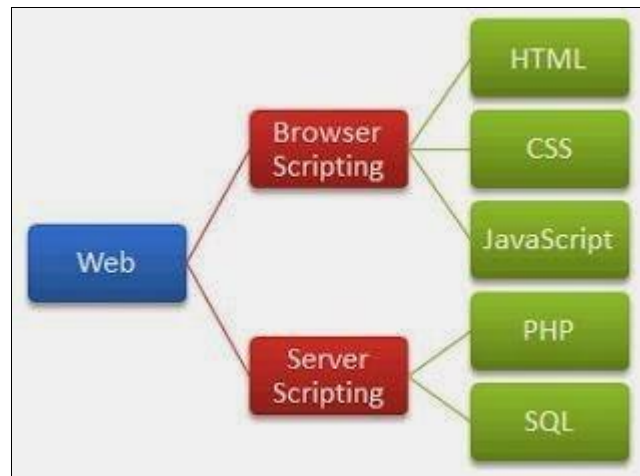 HTML
Browser
Scripting
CSS
JavaScript
Web
PHP
Server
Scripting
SQL